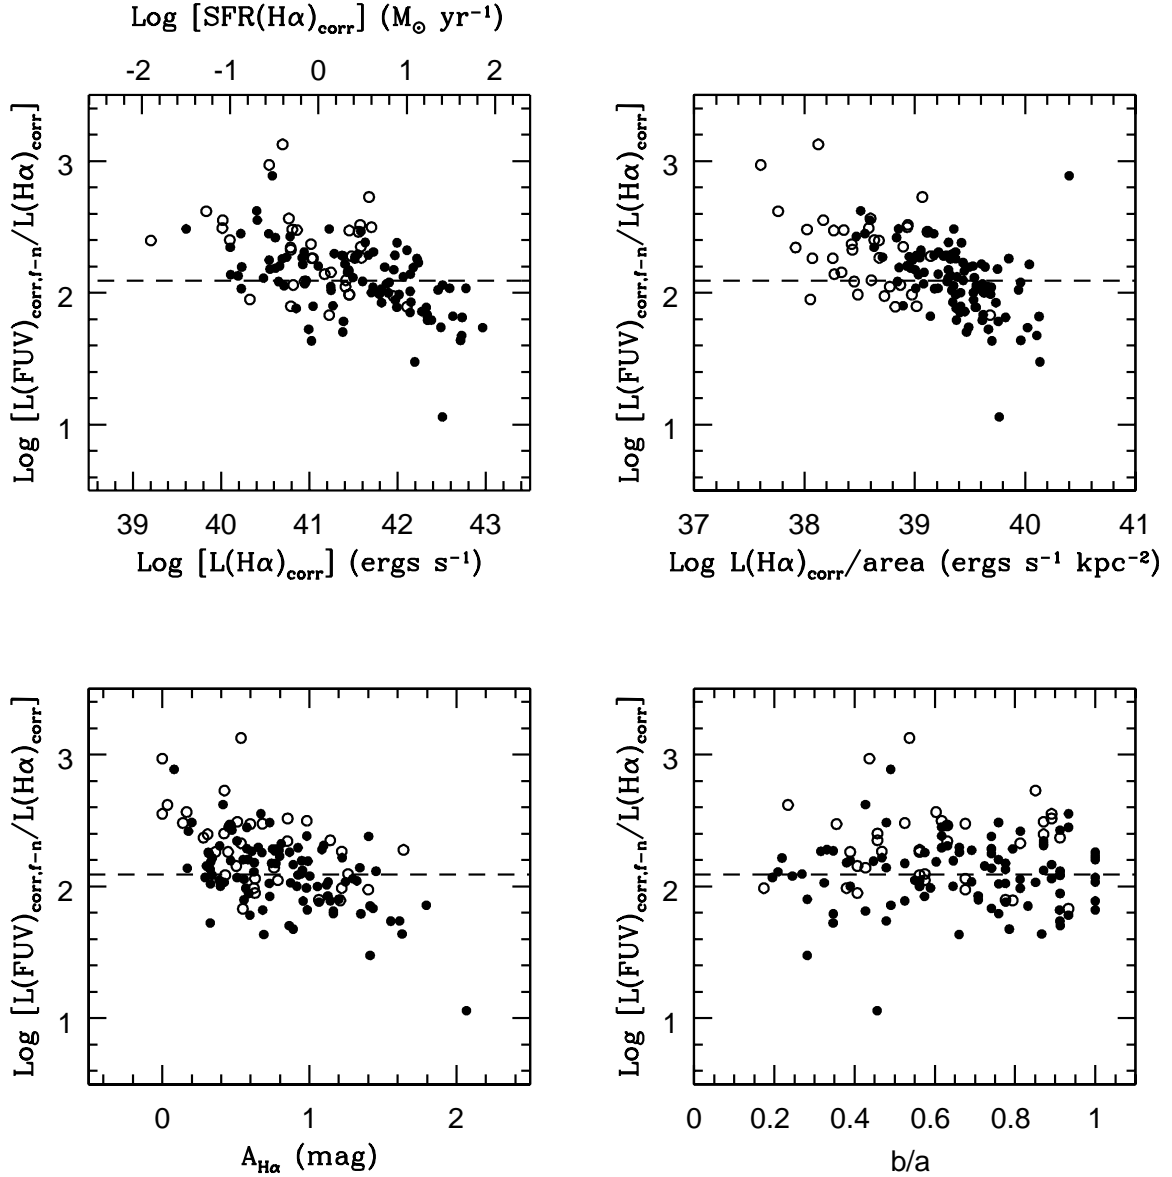 Log [SFR(Hα)corr] (M⊙ yr−1)
-2 -1 0 1 2
Log [L(FUV)corr,f−n/L(Hα)corr]
3
2
1
39 40 41 42 43
Log [L(Hα)corr] (ergs s−1)
Log [L(FUV)corr,f−n/L(Hα)corr]
3
2
1
37 38 39 40 41
Log L(Hα)corr/area (ergs s−1 kpc−2)
Log [L(FUV)corr,f−n/L(Hα)corr]
3
2
1
0 1 2
AHα (mag)
Log [L(FUV)corr,f−n/L(Hα)corr]
3
2
1
0 0.2 0.4 0.6 0.8 1
b/a